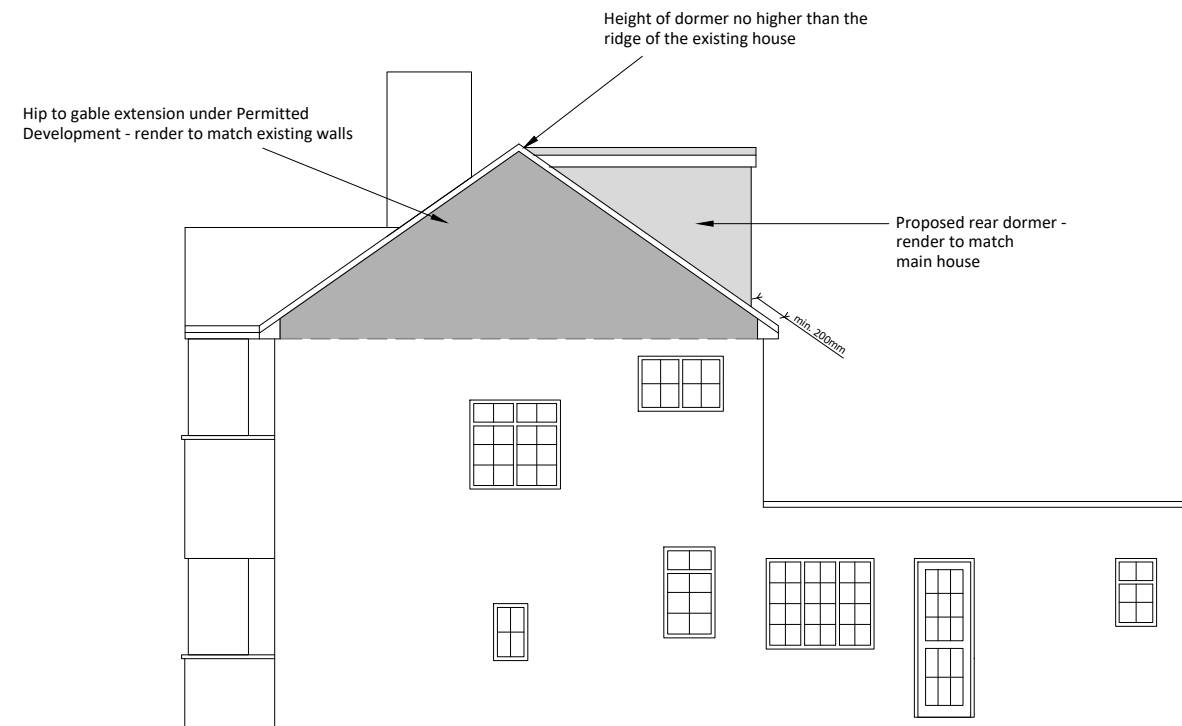 Height of dormer no higher than the
ridge of the existing house
Hip to gable extension under Permitted
Development - render to match existing walls
Proposed rear dormer -
render to match
main house
min. 200mm